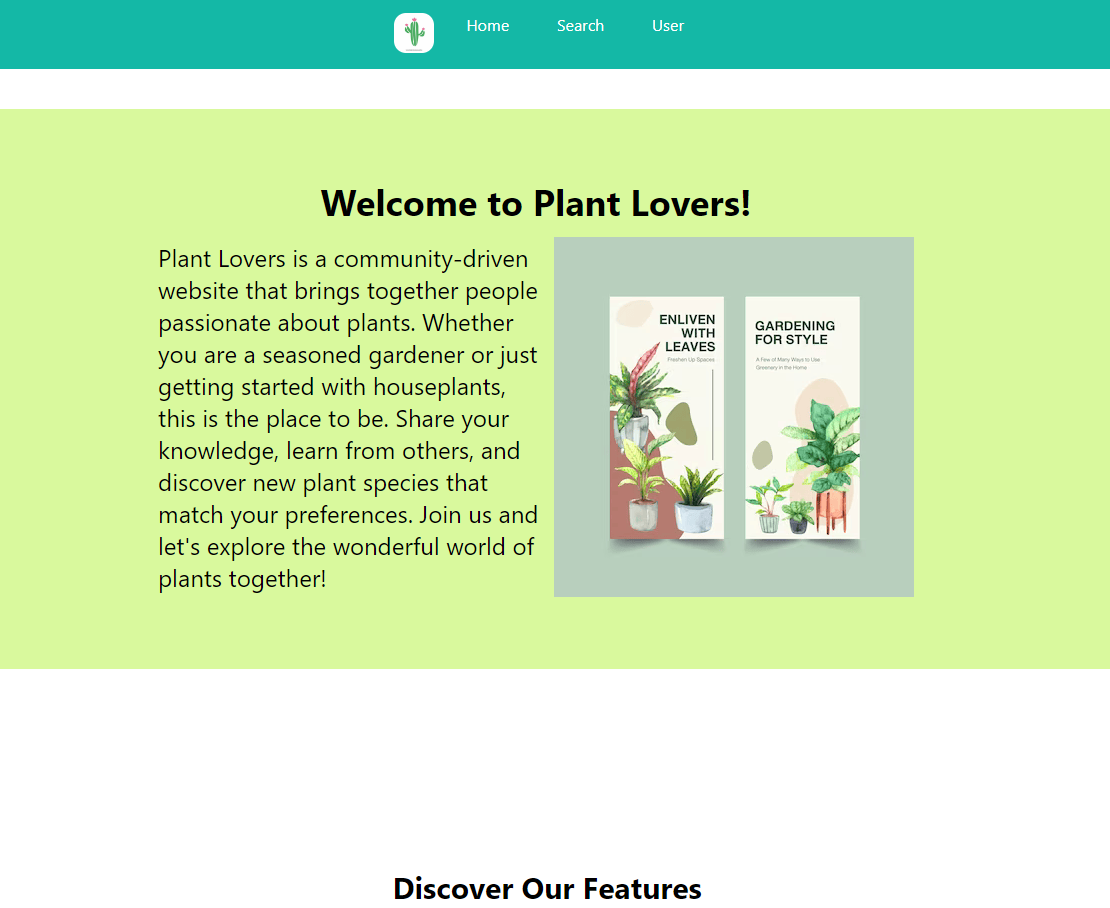 Home
Search
User
Welcome to Plant Lovers!
Plant Lovers is a community-driven
website that brings together people
passionate about plants. Whether
you are a seasoned gardener or just
getting started with houseplants,
this is the place to be. Share your
knowledge, learn from others, and
discover new plant species that
match your preferences. Join us and
let's explore the wonderful world of
plants together!
ENLIVEN
WITH
LEAVES
Freshen Up Spaces
GARDENING
FOR STYLE
A Few of Many Ways to Use
Greenery in the Home
Discover Our Features